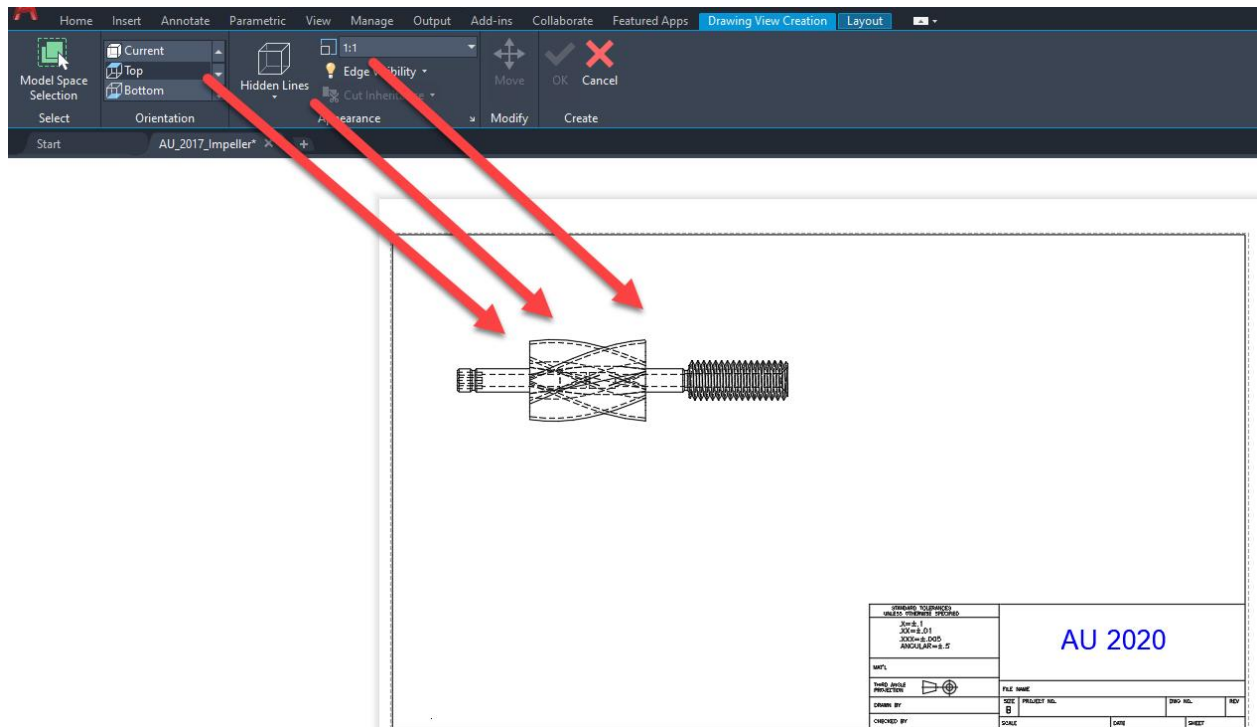 Home Insert Annotate Parametric View Manage Output Add-ins Collaborate Featured Apps Drawing View Creation Layout
Model Space
Selection
Select
Current
Top
Bottom
Orientation
Hidden Lines
1:1
Edge Visibility
Cut Inheritance
Appearance
Move
Modify
OK Cancel
Create
Start AU_2017_Impeller* × +
STANDARD TOLERANCES
UNLESS OTHERWISE SPECIFIED
.X=±.1
.XX=±.01
.XXX=±.005
ANGULAR=±.5
MAT'L
THIRD ANGLE
PROJECTION
DRAWN BY
CHECKED BY
AU 2020
FILE NAME
SIZE PROJECT NO. DWG NO. REV
B
SCALE DATE SHEET